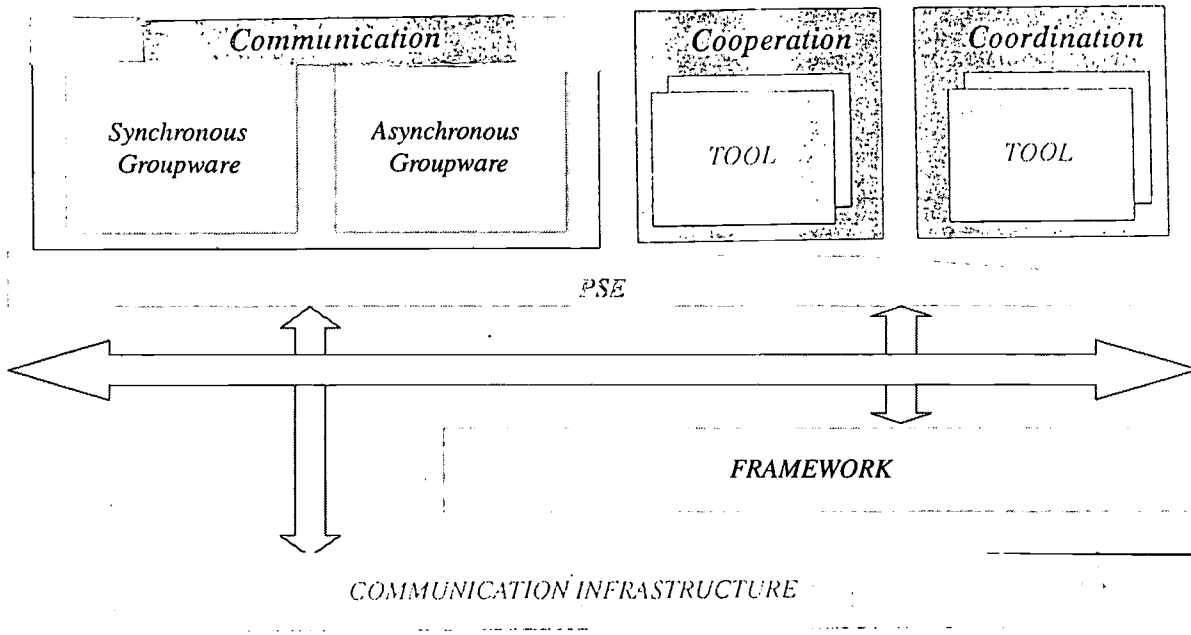 Communication
Cooperation
Coordination
Synchronous
Groupware
Asynchronous
Groupware
TOOL
TOOL
PSE
FRAMEWORK
COMMUNICATION INFRASTRUCTURE